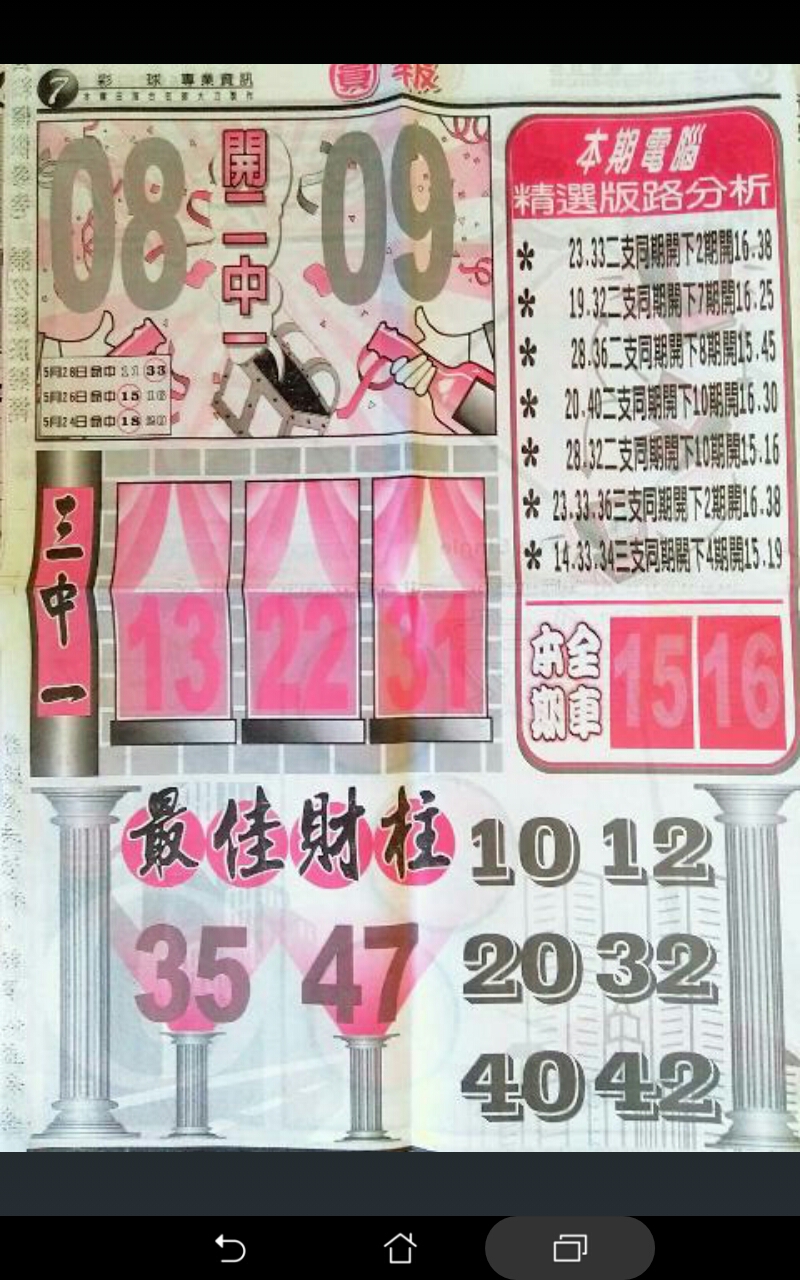 7 彩球專業資訊
08 開二中一 09
5月28日 命中 33
5月26日 命中 15
5月24日 命中 18
本期電腦
精選版路分析
* 23.33二支同期開下2期開16.38
* 19.32二支同期開下7期開16.25
* 28.36二支同期開下8期開15.45
* 20.40二支同期開下10期開16.30
* 28.32二支同期開下10期開15.16
* 23.33.36三支同期開下2期開16.38
* 14.33.34三支同期開下4期開15.19
本期全車 15 16
三中一
13 22 31
最佳財柱
35 47
10 12
20 32
40 42